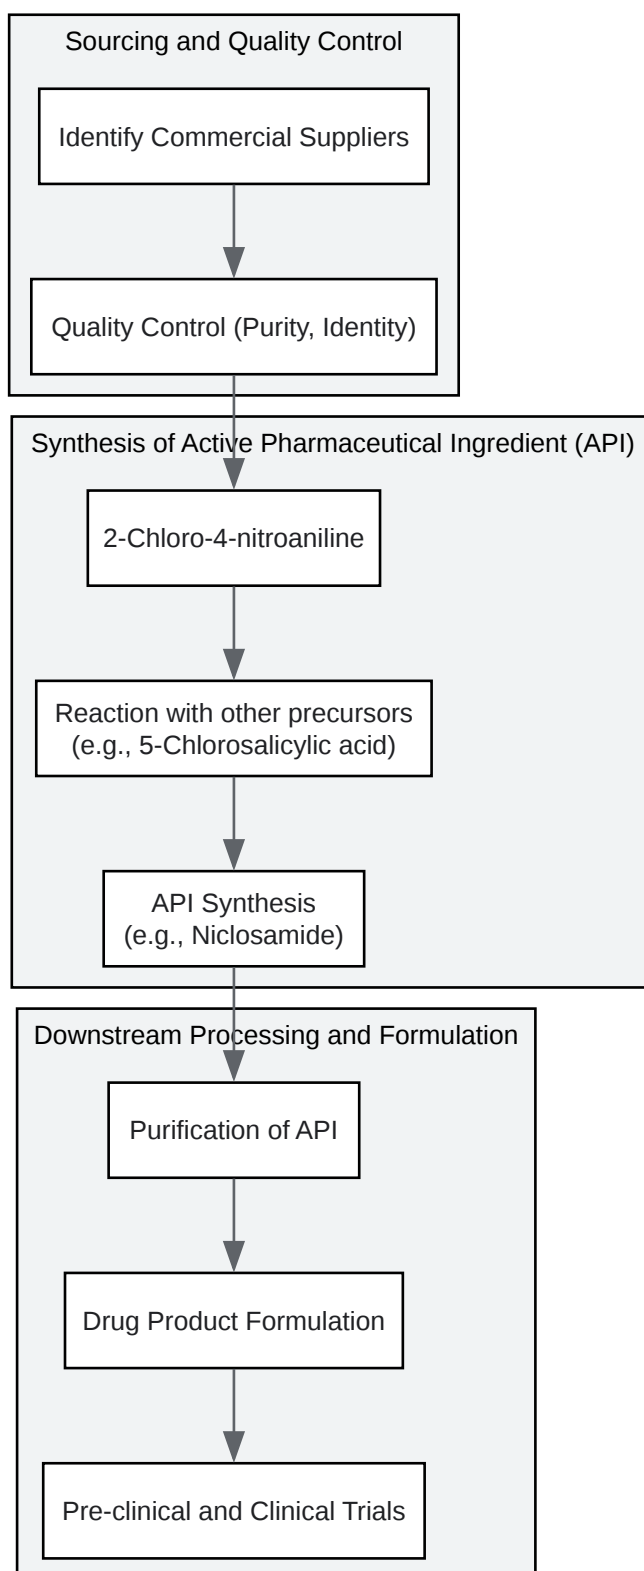 Sourcing and Quality Control
Identify Commercial Suppliers
Quality Control (Purity, Identity)
Synthesis of Active Pharmaceutical Ingredient (API)
2-Chloro-4-nitroaniline
Reaction with other precursors
(e.g., 5-Chlorosalicylic acid)
API Synthesis
(e.g., Niclosamide)
Downstream Processing and Formulation
Purification of API
Drug Product Formulation
Pre-clinical and Clinical Trials